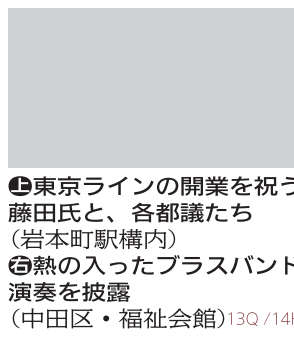 上東京ラインの開業を祝う
藤田氏と、各都議たち
（岩本町駅構内）
右熱の入ったブラスバンド
演奏を披露
（中田区・福祉会館）13Q /14H